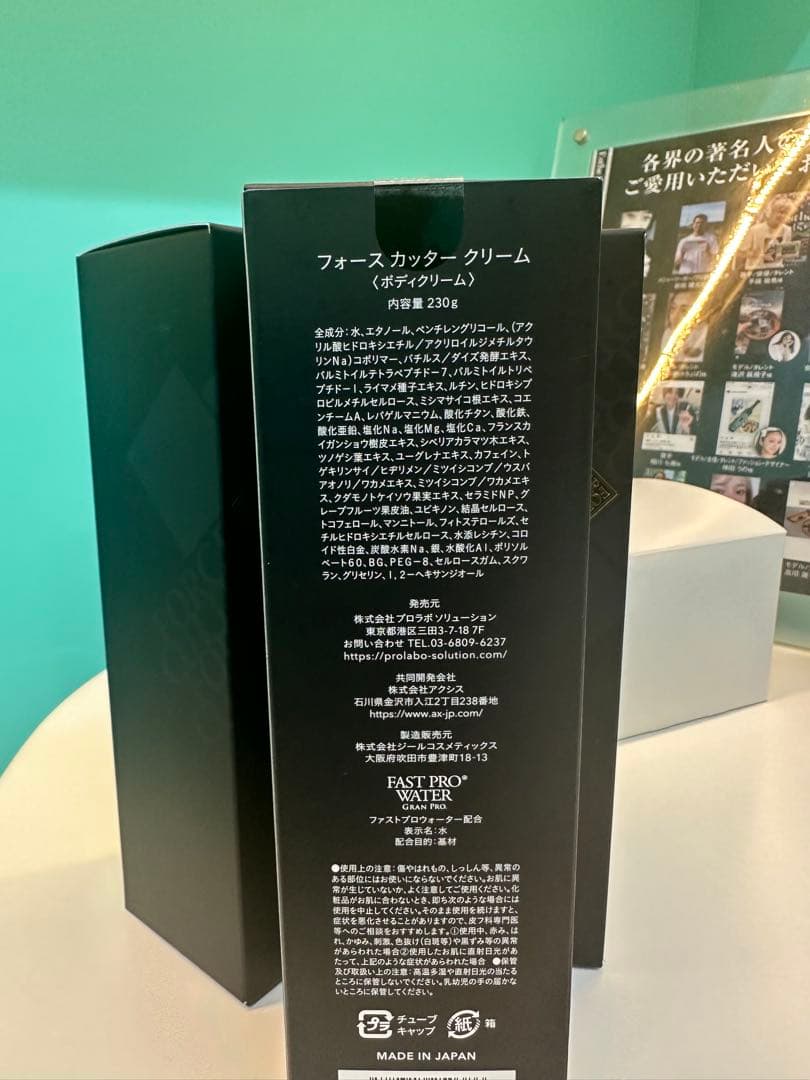 フォース カッター クリーム
〈ボディクリーム〉
内容量 230g
全成分：水、エタノール、ペンチレングリコール、(アク
リル酸ヒドロキシエチル／アクリロイルジメチルタウ
リンNa)コポリマー、バチルス／ダイズ発酵エキス、
パルミトイルテトラペプチドー7、パルミトイルトリペ
プチドー1、ライマメ種子エキス、ルチン、ヒドロキシプ
ロピルメチルセルロース、ミシマサイコ根エキス、コエ
ンチームA、レパゲルマニウム、酸化チタン、酸化鉄、
酸化亜鉛、塩化Na、塩化Mg、塩化Ca、フランスカ
イガンショウ樹皮エキス、シベリアカラマツ木エキス、
ツノゲシ葉エキス、ユーグレナエキス、カフェイン、ト
ゲキリンサイ／ヒヂリメン／ミツイシコンブ／ウスバ
アオノリ／ワカメエキス、ミツイシコンブ／ワカメエキ
ス、クダモノトケイソウ果実エキス、セラミドNP、グ
レープフルーツ果皮油、ユビキノン、結晶セルロース、
トコフェロール、マンニトール、フィトステロールズ、セ
チルヒドロキシエチルセルロース、水添レシチン、コロ
イド性白金、炭酸水素Na、銀、水酸化Al、ポリソル
ベート60、BG、PEG－8、セルロースガム、スクワ
ラン、グリセリン、1,2－ヘキサンジオール
発売元
株式会社プロラボ ソリューション
東京都港区三田3-7-18 7F
お問い合わせ TEL.03-6809-6237
https://prolabo-solution.com/
共同開発会社
株式会社アクシス
石川県金沢市入江2丁目238番地
https://www.ax-jp.com/
製造販売元
株式会社ジールコスメティックス
大阪府吹田市豊津町18-13
FAST PRO®
WATER
GRAN PRO.
ファストプロウォーター配合
表示名：水
配合目的：基材
●使用上の注意：傷やはれもの、しっしん等、異常の
ある部位にはお使いにならないでください。お肌に異
常が生じていないか、よく注意してご使用ください。化
粧品がお肌に合わないとき、即ち次のような場合には
使用を中止してください。そのまま使用を続けますと、
症状を悪化させることがありますので、皮フ科専門医
等へのご相談をおすすめします。①使用中、赤み、は
れ、かゆみ、刺激、色抜け(白斑等)や黒ずみ等の異常
があらわれた場合②使用したお肌に直射日光があ
たって、上記のような症状があらわれた場合 ●保管
及び取扱い上の注意：高温多湿や直射日光の当たる
ところに保管しないでください。乳幼児の手の届かな
いところに保管してください。
プラ チューブ
キャップ
紙 箱
MADE IN JAPAN
各界の著名人
ご愛用いただい